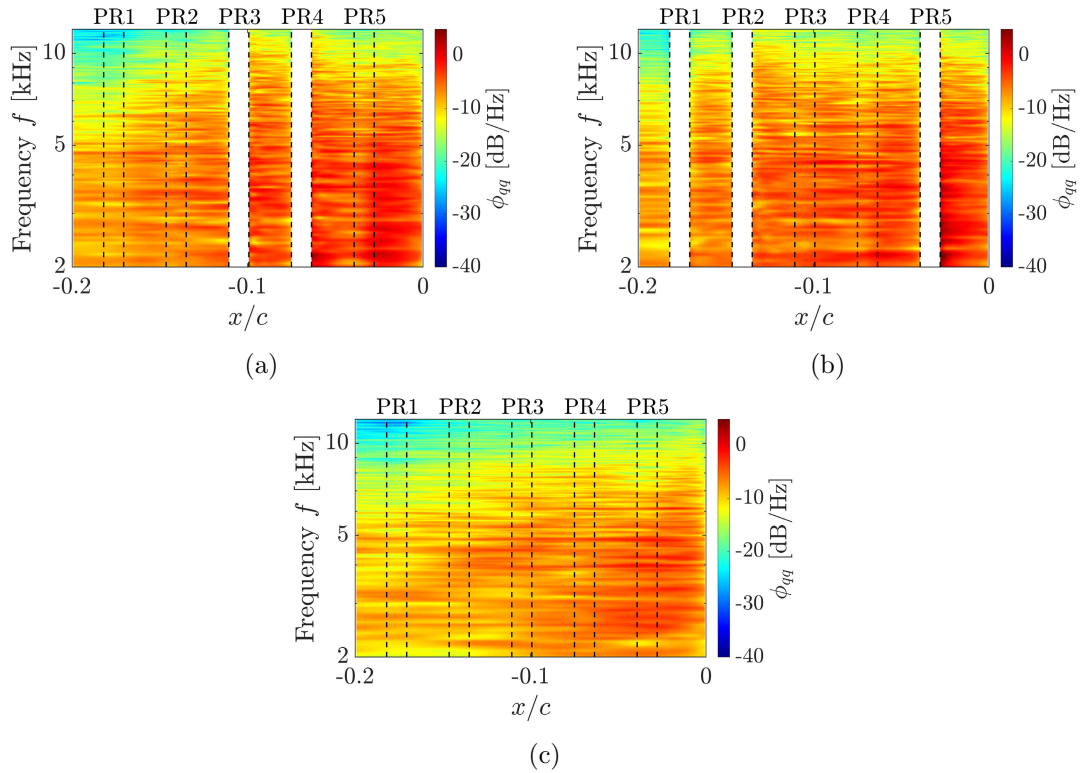 PR1 PR2 PR3 PR4 PR5
Frequency f [kHz]
10
5
2
-0.2 -0.1 0
x/c
0
-10
-20
-30
-40
ϕqq [dB/Hz]
(a)
PR1 PR2 PR3 PR4 PR5
Frequency f [kHz]
10
5
2
-0.2 -0.1 0
x/c
0
-10
-20
-30
-40
ϕqq [dB/Hz]
(b)
PR1 PR2 PR3 PR4 PR5
Frequency f [kHz]
10
5
2
-0.2 -0.1 0
x/c
0
-10
-20
-30
-40
ϕqq [dB/Hz]
(c)